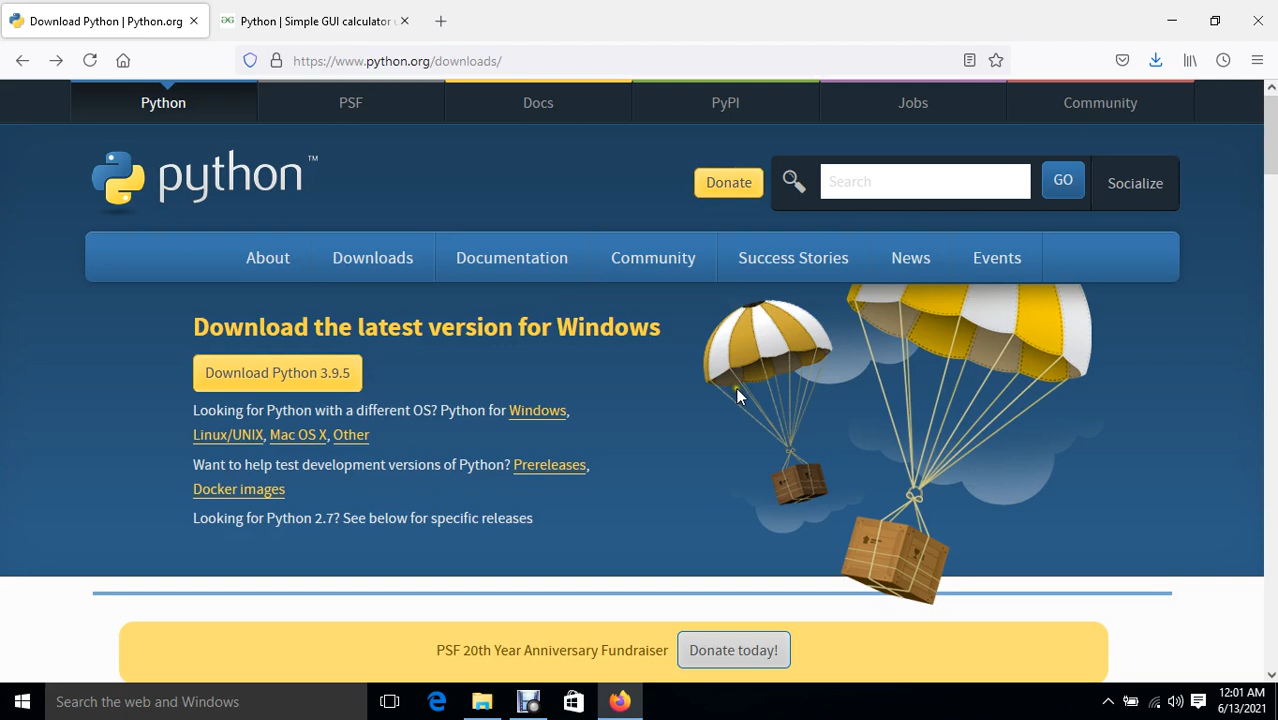 Download Python | Python.org
Python | Simple GUI calculator
https://www.python.org/downloads/
Python
PSF
Docs
PyPI
Jobs
Community
python™
Donate
Search
GO
Socialize
About
Downloads
Documentation
Community
Success Stories
News
Events
Download the latest version for Windows
Download Python 3.9.5
Looking for Python with a different OS? Python for Windows,
Linux/UNIX, Mac OS X, Other
Want to help test development versions of Python? Prereleases,
Docker images
Looking for Python 2.7? See below for specific releases
PSF 20th Year Anniversary Fundraiser
Donate today!
Search the web and Windows
12:01 AM
6/13/2021